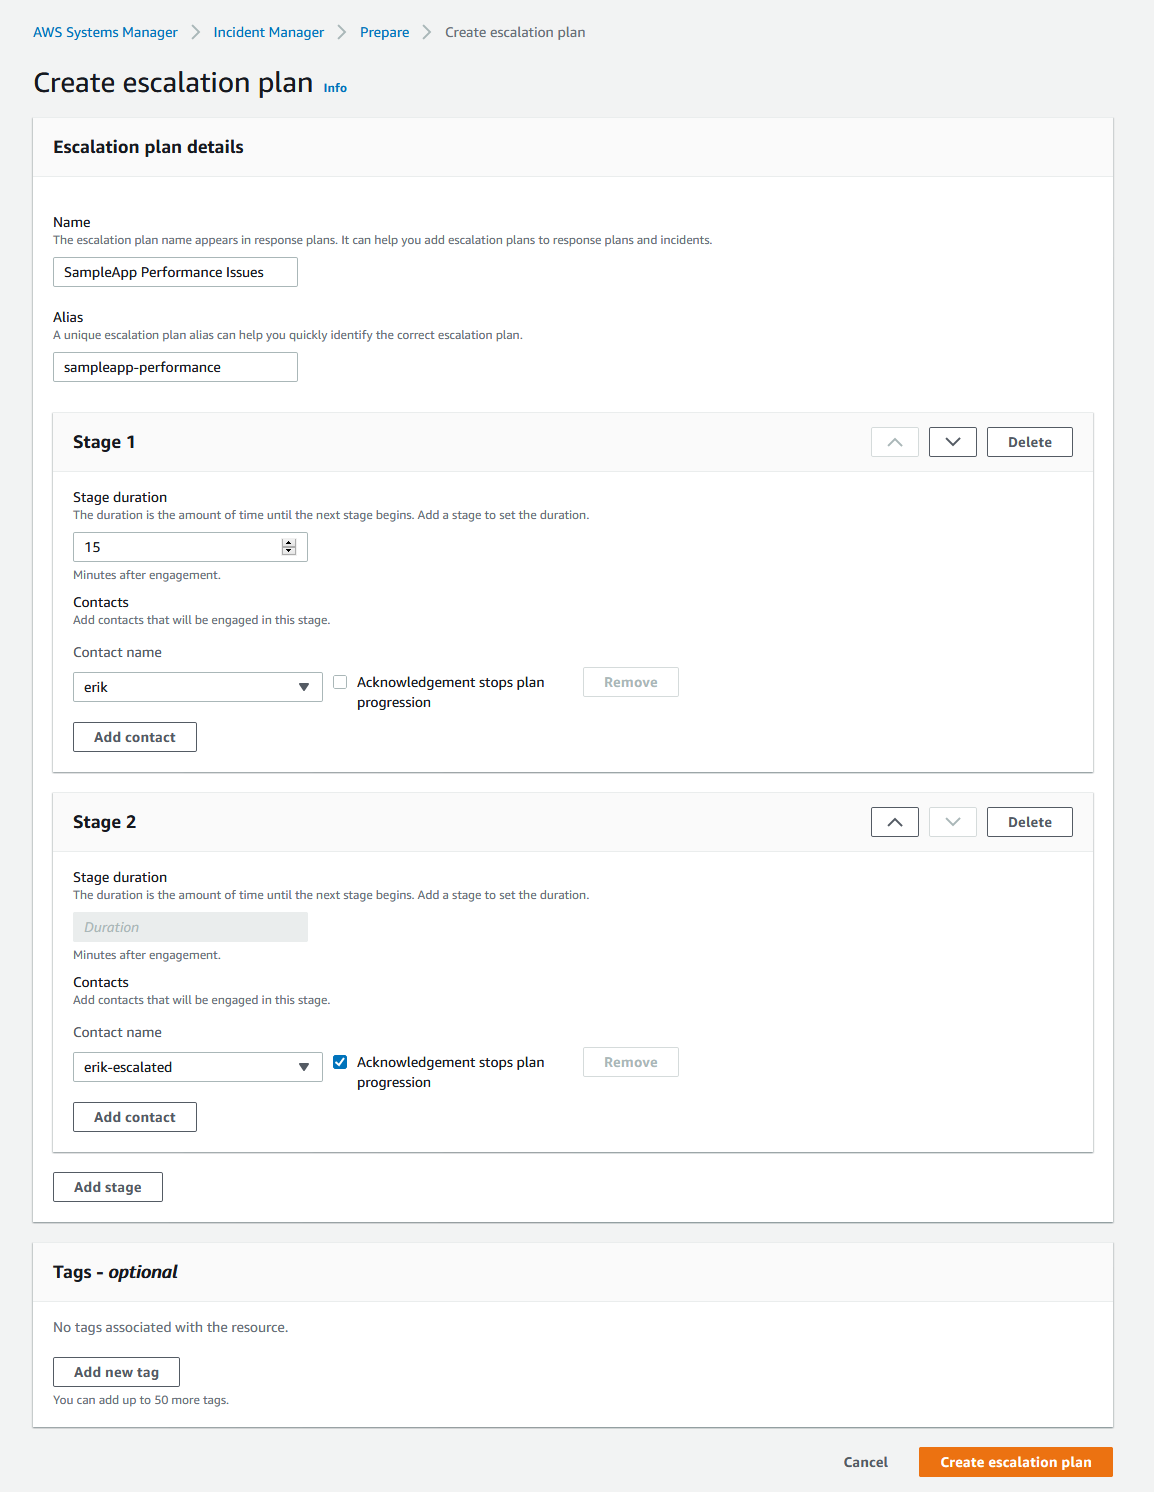 AWS Systems Manager > Incident Manager > Prepare > Create escalation plan
Create escalation plan Info
Escalation plan details
Name
The escalation plan name appears in response plans. It can help you add escalation plans to response plans and incidents.
SampleApp Performance Issues
Alias
A unique escalation plan alias can help you quickly identify the correct escalation plan.
sampleapp-performance
Stage 1 Delete
Stage duration
The duration is the amount of time until the next stage begins. Add a stage to set the duration.
15
Minutes after engagement.
Contacts
Add contacts that will be engaged in this stage.
Contact name
erik Acknowledgement stops plan Remove
progression
Add contact
Stage 2 Delete
Stage duration
The duration is the amount of time until the next stage begins. Add a stage to set the duration.
Duration
Minutes after engagement.
Contacts
Add contacts that will be engaged in this stage.
Contact name
erik-escalated Acknowledgement stops plan Remove
progression
Add contact
Add stage
Tags - optional
No tags associated with the resource.
Add new tag
You can add up to 50 more tags.
Cancel Create escalation plan